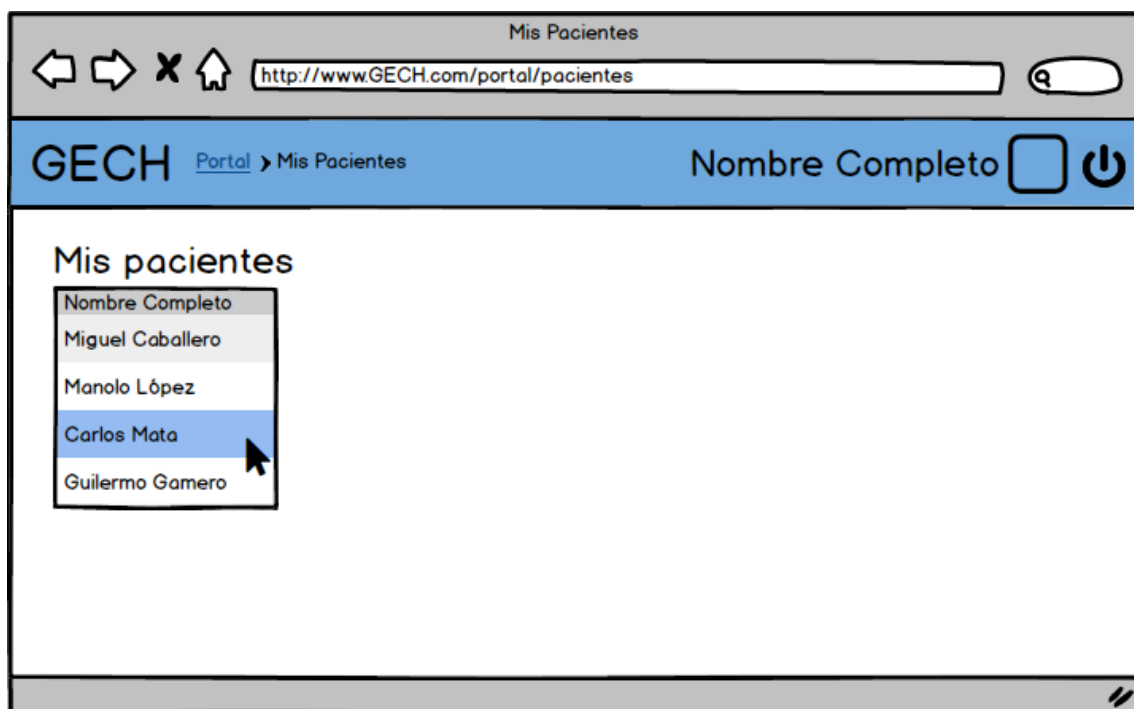 Mis Pacientes
http://www.GECH.com/portal/pacientes
GECH Portal > Mis Pacientes Nombre Completo
Mis pacientes
Nombre Completo
Miguel Caballero
Manolo López
Carlos Mata
Guilermo Gamero